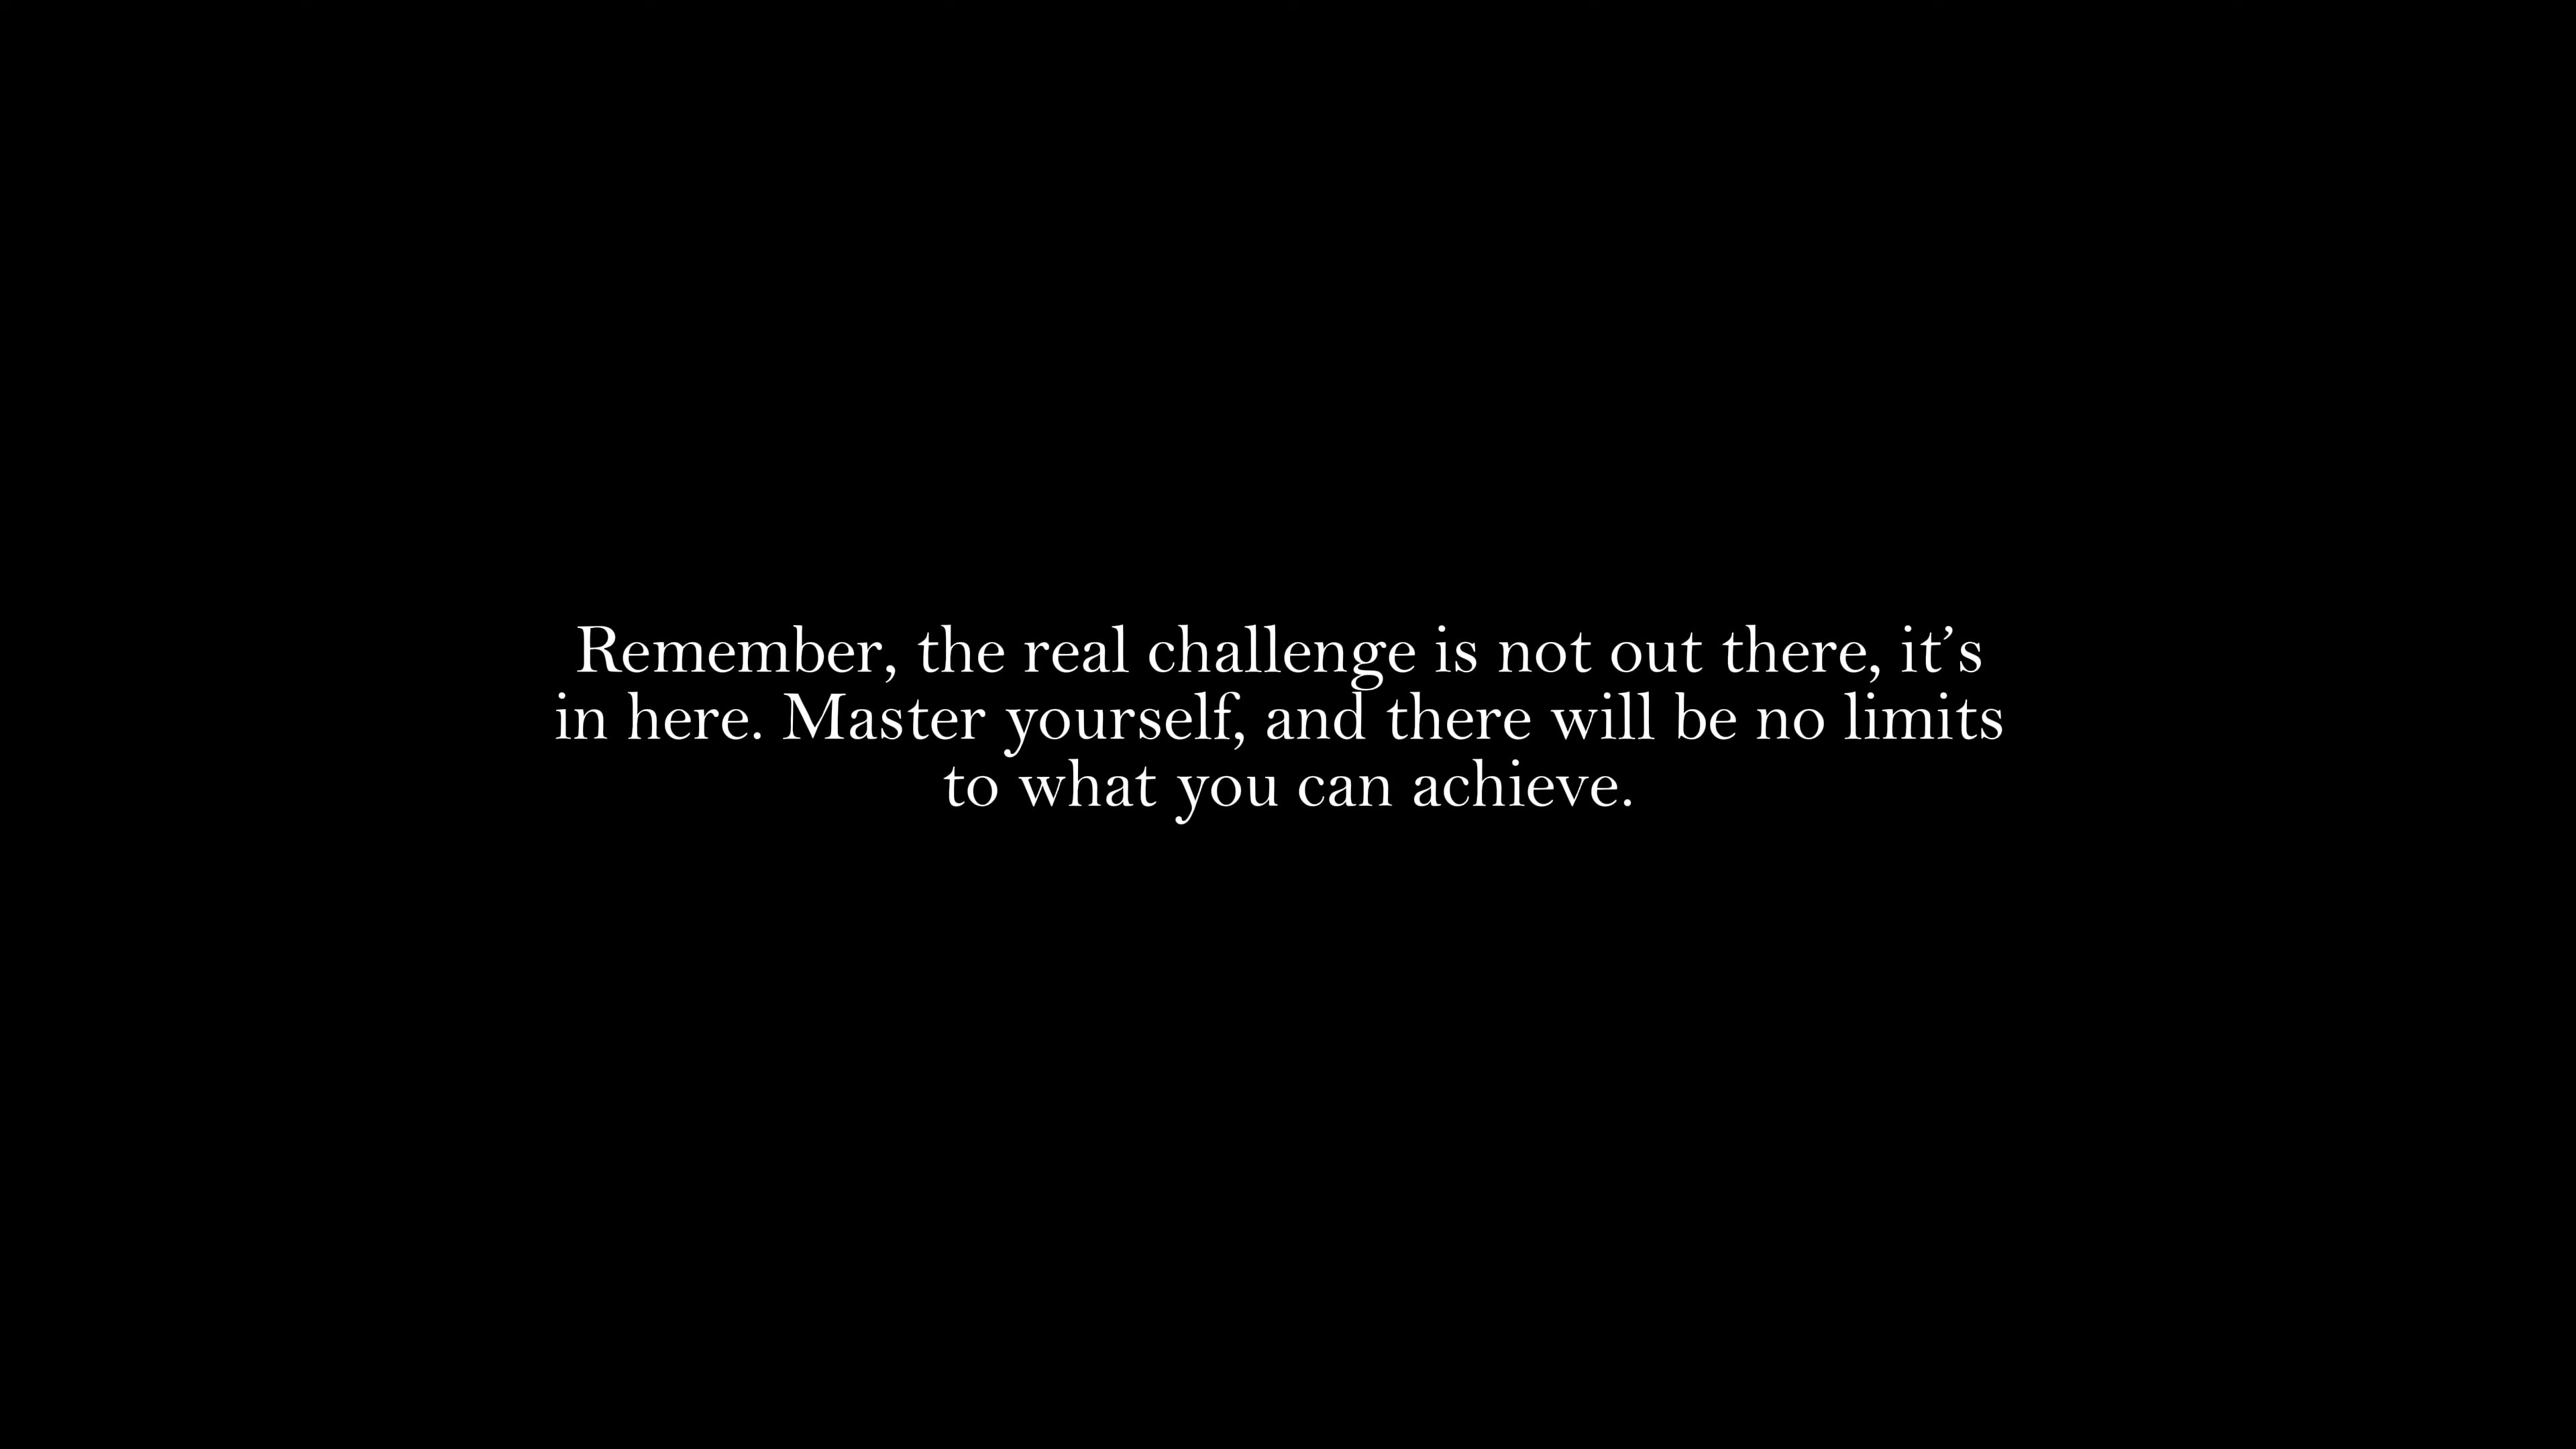 Remember, the real challenge is not out there, it’s
in here. Master yourself, and there will be no limits
to what you can achieve.